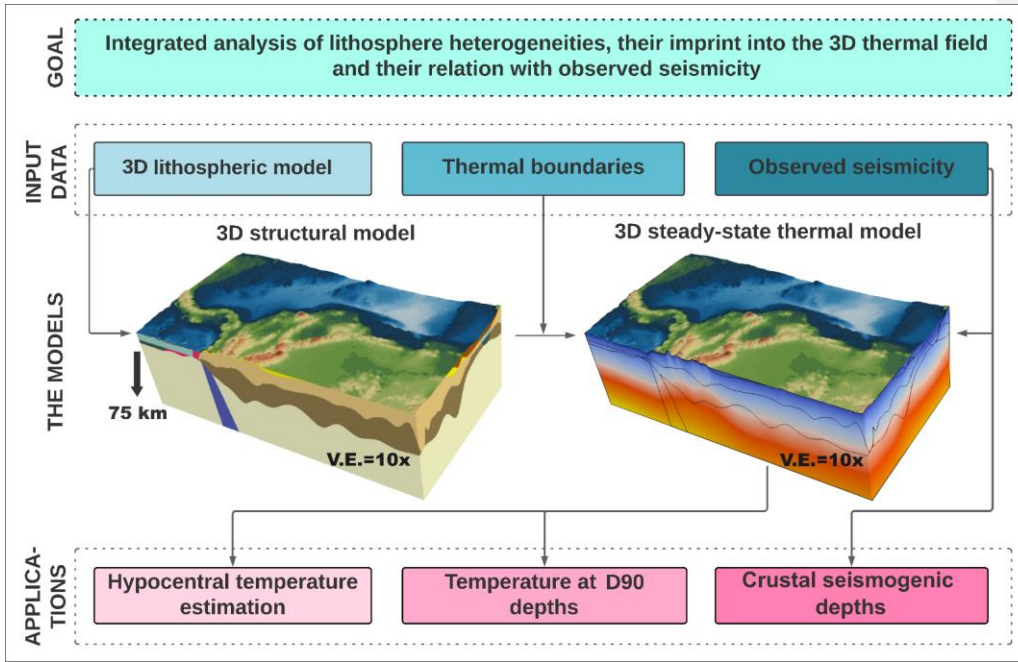 GOAL
Integrated analysis of lithosphere heterogeneities, their imprint into the 3D thermal field
and their relation with observed seismicity
INPUT
DATA
3D lithospheric model
Thermal boundaries
Observed seismicity
THE MODELS
3D structural model
3D steady-state thermal model
75 km
V.E.=10x
V.E.=10x
APPLICA-
TIONS
Hypocentral temperature
estimation
Temperature at D90
depths
Crustal seismogenic
depths